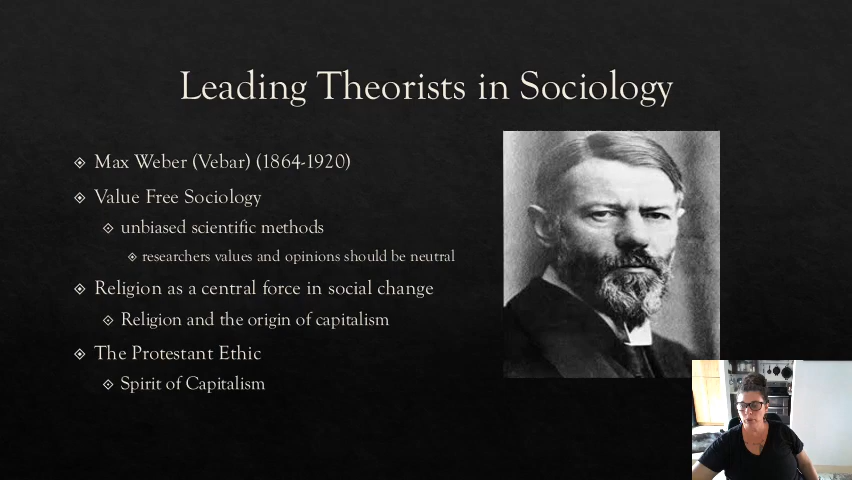 Leading Theorists in Sociology
Max Weber (Vebar) (1864-1920)
Value Free Sociology
unbiased scientific methods
researchers values and opinions should be neutral
Religion as a central force in social change
Religion and the origin of capitalism
The Protestant Ethic
Spirit of Capitalism